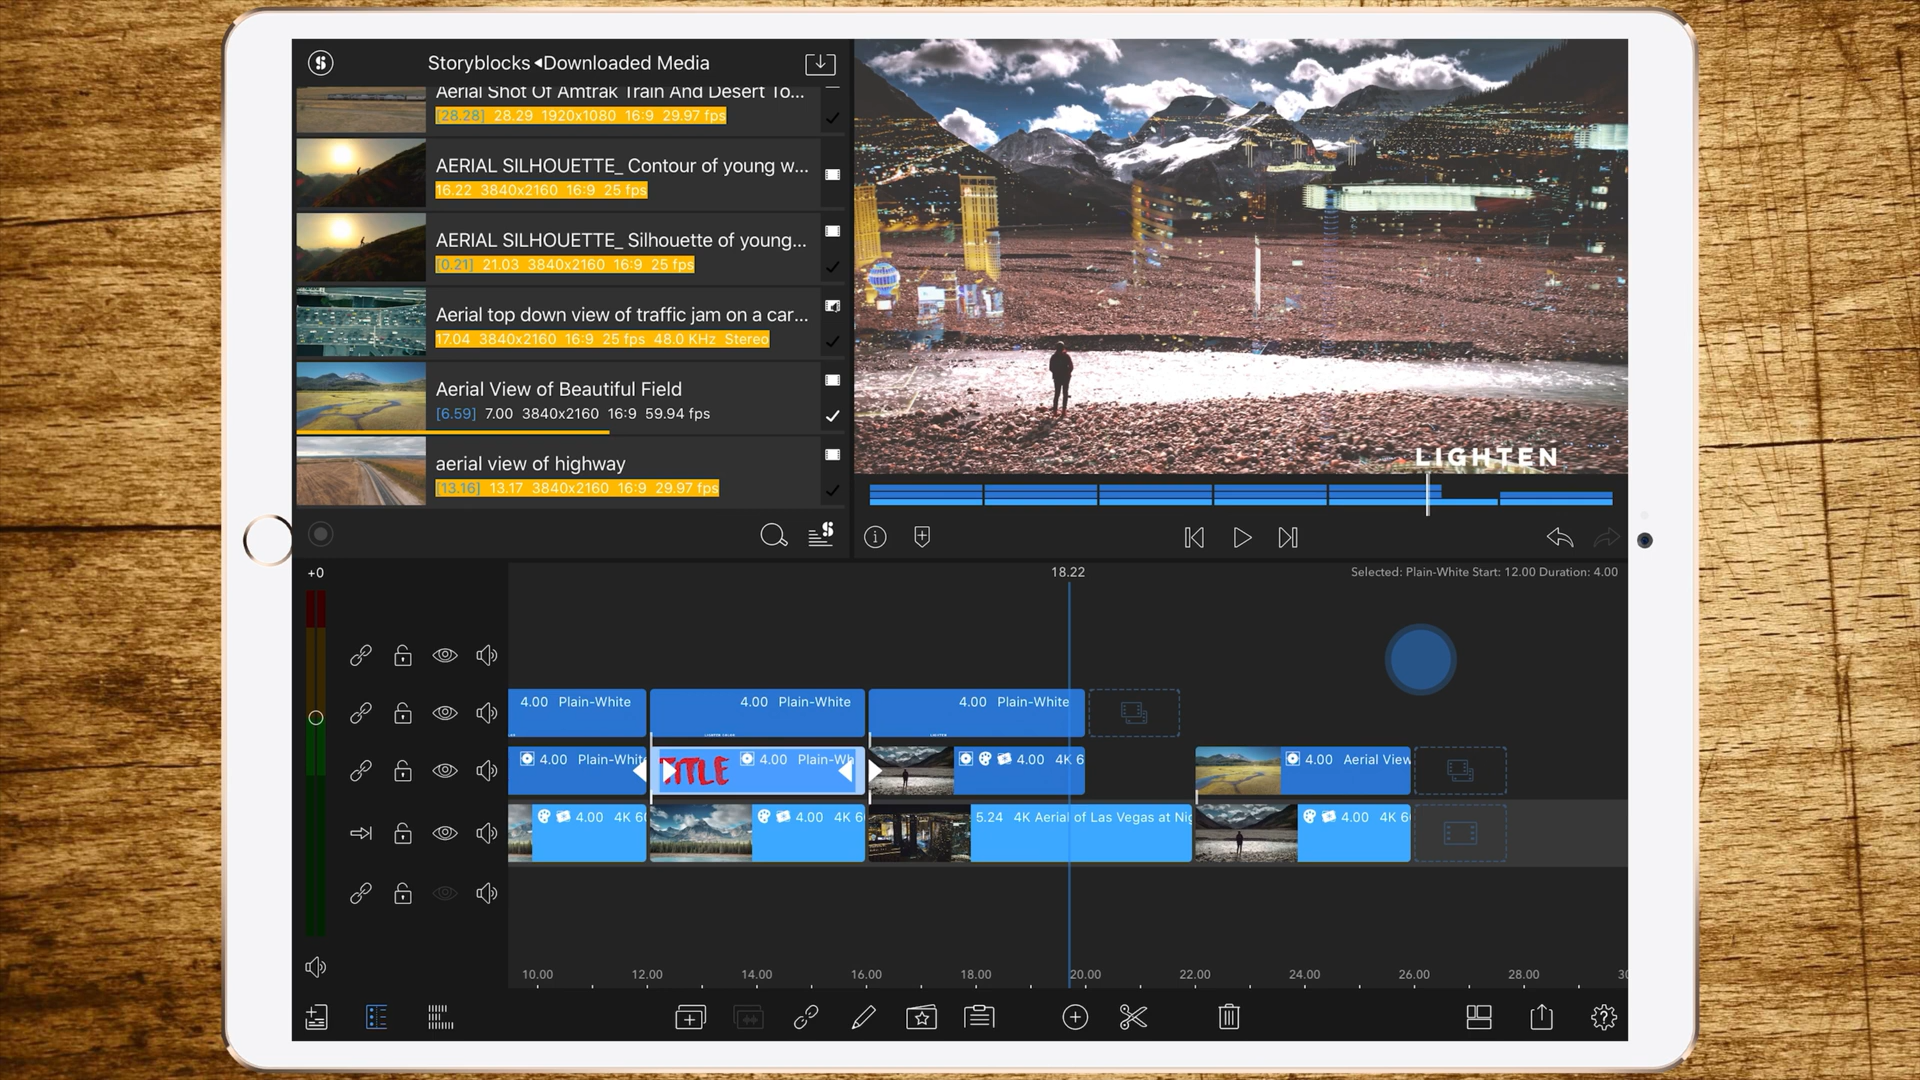 Storyblocks ◂Downloaded Media
Aerial Shot Of Amtrak Train And Desert To...
[28.28] 28.29 1920x1080 16:9 29.97 fps
AERIAL SILHOUETTE_ Contour of young w...
16.22 3840x2160 16:9 25 fps
AERIAL SILHOUETTE_ Silhouette of young...
[0.21] 21.03 3840x2160 16:9 25 fps
Aerial top down view of traffic jam on a car...
17.04 3840x2160 16:9 25 fps 48.0 KHz Stereo
Aerial View of Beautiful Field
[6.59] 7.00 3840x2160 16:9 59.94 fps
aerial view of highway
[13.16] 13.17 3840x2160 16:9 29.97 fps
LIGHTEN
+0
18.22
Selected: Plain-White Start: 12.00 Duration: 4.00
4.00 Plain-White
4.00 Plain-White
4.00 Plain-White
4.00 Plain-White
TITLE
4.00 Plain-Wh
4.00 4K 6
4.00 Aerial View
4.00 4K 6
4.00 4K 6
5.24 4K Aerial of Las Vegas at Nig
4.00 4K 6
10.00 12.00 14.00 16.00 18.00 20.00 22.00 24.00 26.00 28.00 30